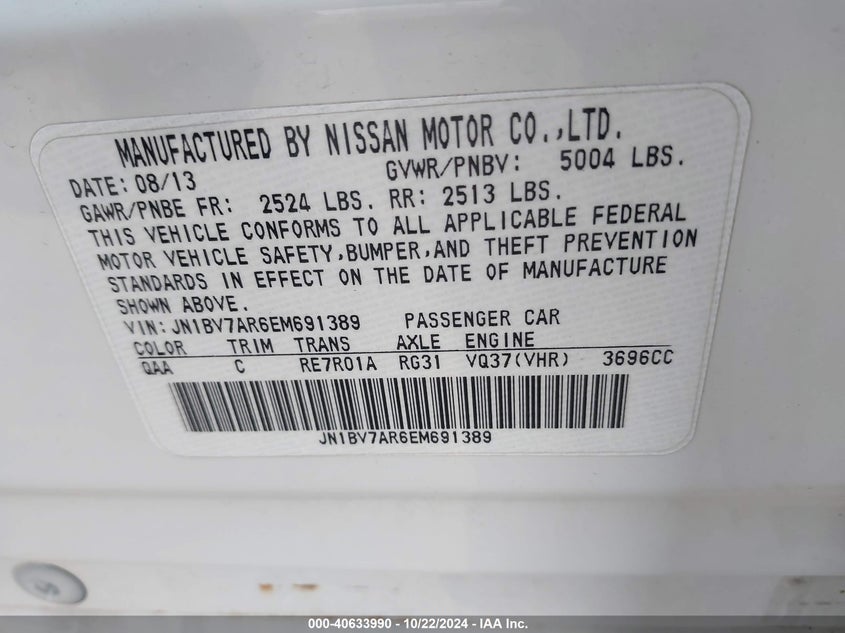 MANUFACTURED BY NISSAN MOTOR CO.,LTD.
DATE: 08/13 GVWR/PNBV: 5004 LBS.
GAWR/PNBE FR: 2524 LBS. RR: 2513 LBS.
THIS VEHICLE CONFORMS TO ALL APPLICABLE FEDERAL
MOTOR VEHICLE SAFETY,BUMPER,AND THEFT PREVENTION
STANDARDS IN EFFECT ON THE DATE OF MANUFACTURE
SHOWN ABOVE.
VIN: JN1BV7AR6EM691389 PASSENGER CAR
COLOR TRIM TRANS AXLE ENGINE
QAA C RE7R01A RG31 VQ37(VHR) 3696CC
JN1BV7AR6EM691389
000-40633990 - 10/22/2024 - IAA Inc.